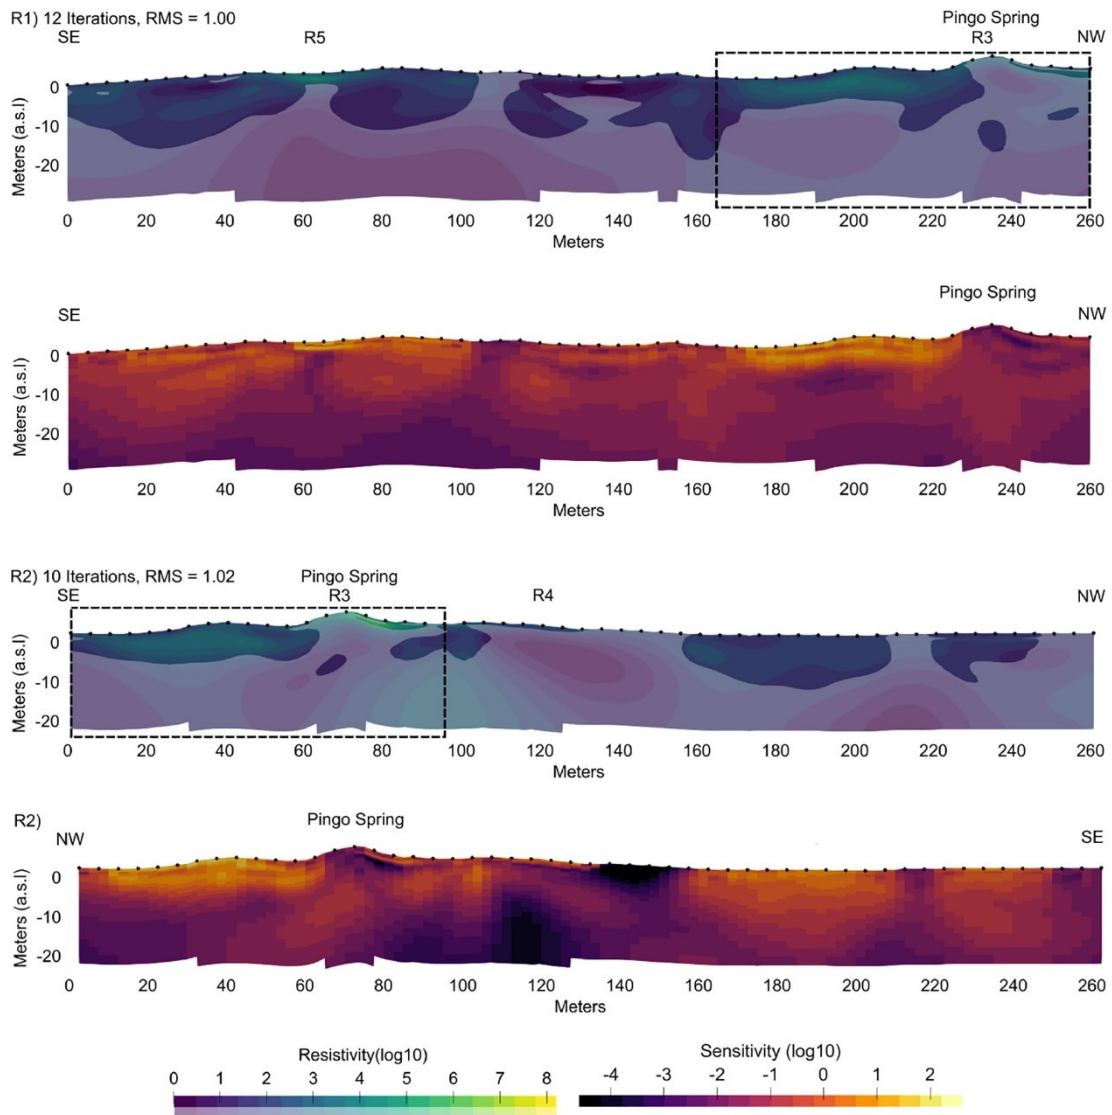 R1) 12 Iterations, RMS = 1.00
Pingo Spring
SE R5 R3 NW
Meters (a.s.l)
0
-10
-20
0 20 40 60 80 100 120 140 160 180 200 220 240 260
Meters
Pingo Spring
SE NW
Meters (a.s.l)
0
-10
-20
0 20 40 60 80 100 120 140 160 180 200 220 240 260
Meters
R2) 10 Iterations, RMS = 1.02 Pingo Spring
SE R3 R4 NW
Meters (a.s.l)
0
-10
-20
0 20 40 60 80 100 120 140 160 180 200 220 240 260
Meters
R2) Pingo Spring
NW SE
Meters (a.s.l)
0
-10
-20
0 20 40 60 80 100 120 140 160 180 200 220 240 260
Meters
Resistivity(log10)
0 1 2 3 4 5 6 7 8
Sensitivity (log10)
-4 -3 -2 -1 0 1 2